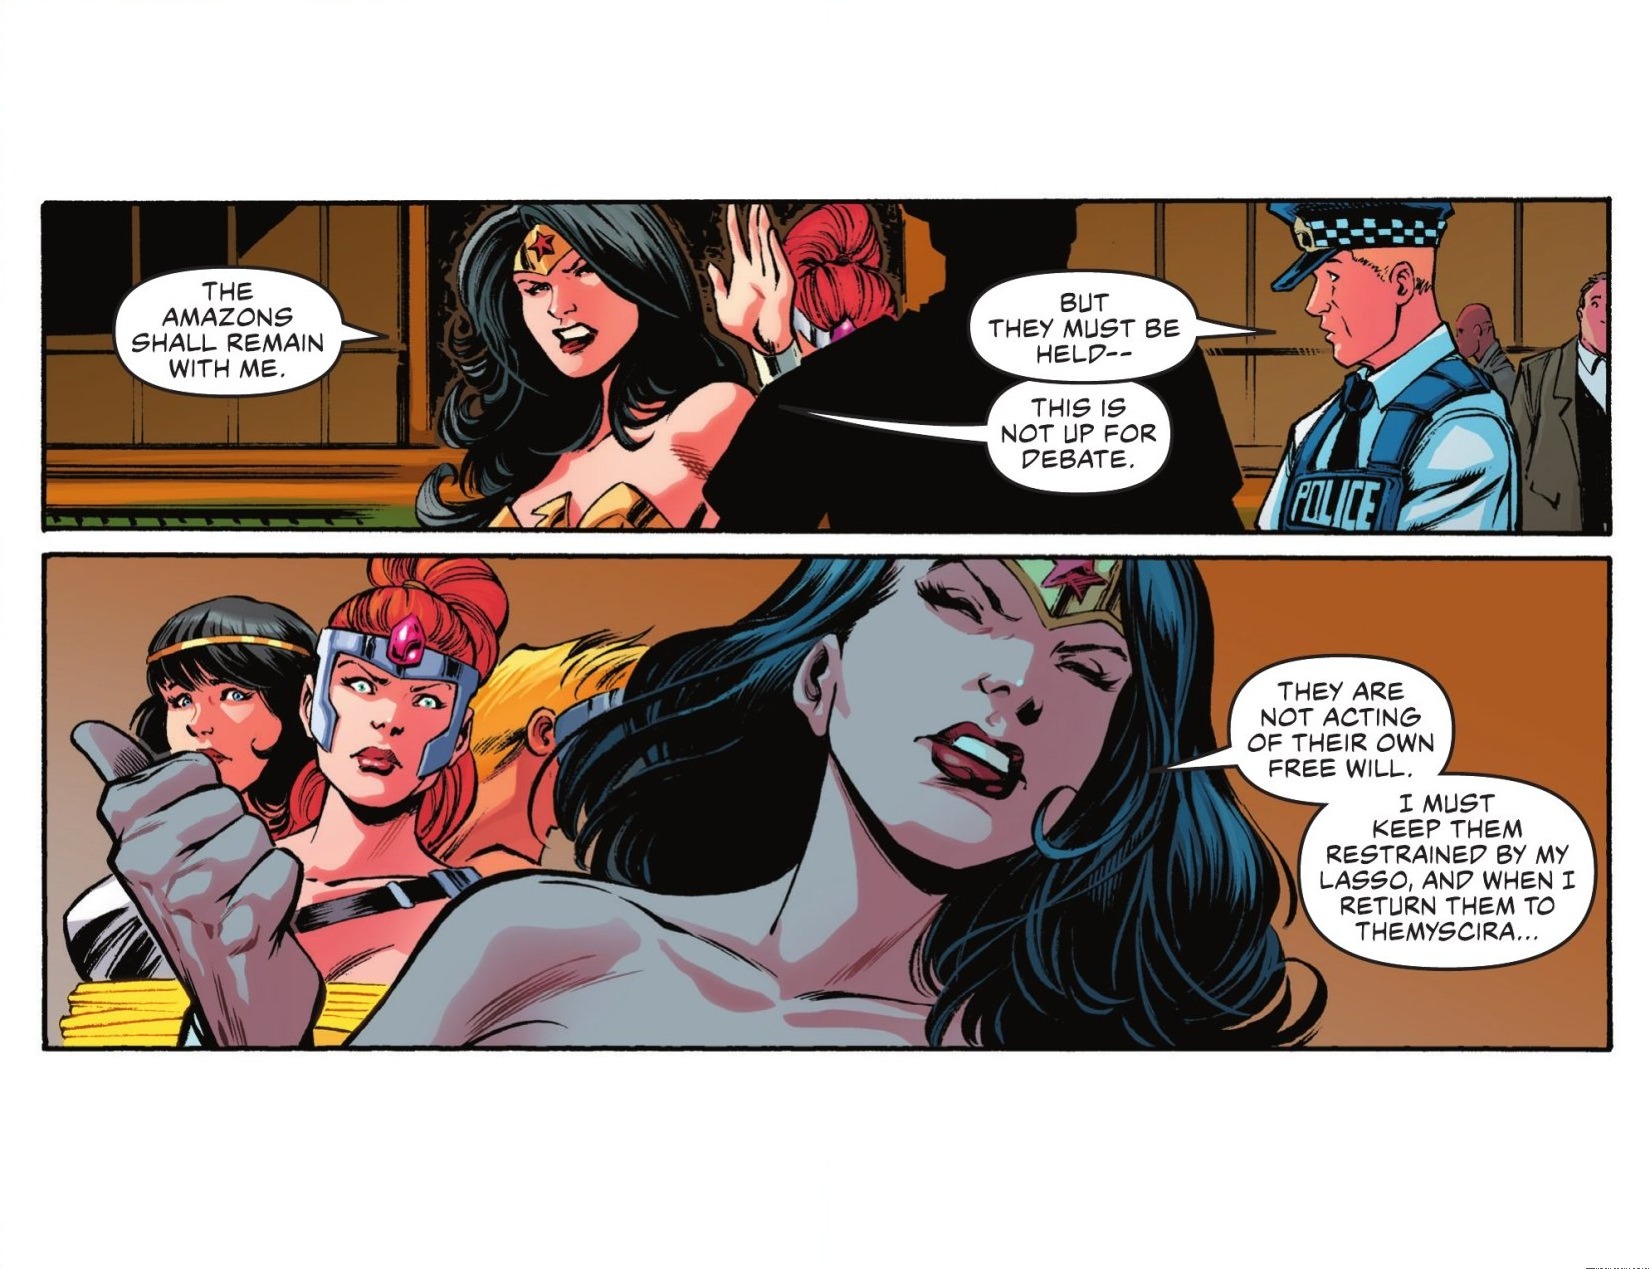 THE
AMAZONS
SHALL REMAIN
WITH ME.
BUT
THEY MUST BE
HELD--
THIS IS
NOT UP FOR
DEBATE.
POLICE
THEY ARE
NOT ACTING
OF THEIR OWN
FREE WILL.
I MUST
KEEP THEM
RESTRAINED BY MY
LASSO, AND WHEN I
RETURN THEM TO
THEMYSCIRA...